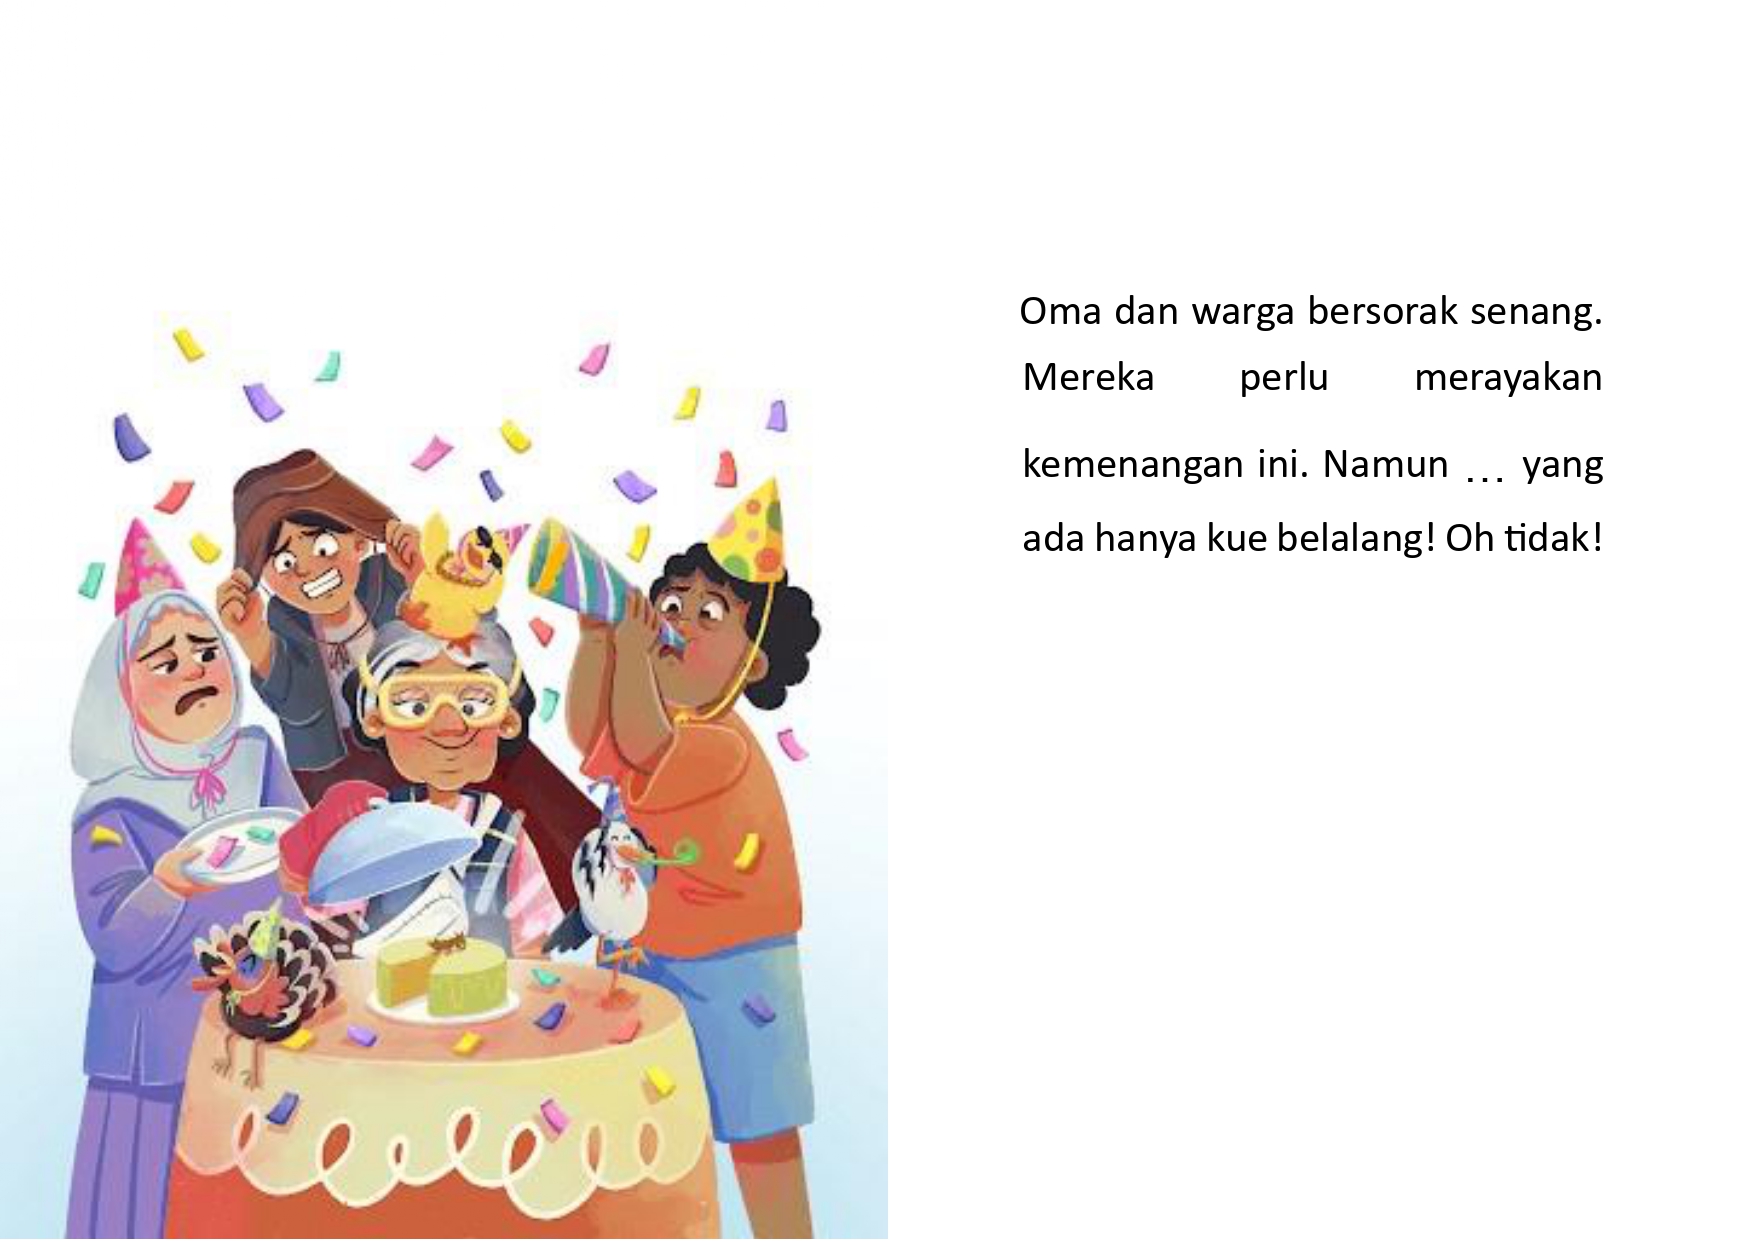 Oma dan warga bersorak senang.
Mereka perlu merayakan
kemenangan ini. Namun … yang
ada hanya kue belalang! Oh tidak!